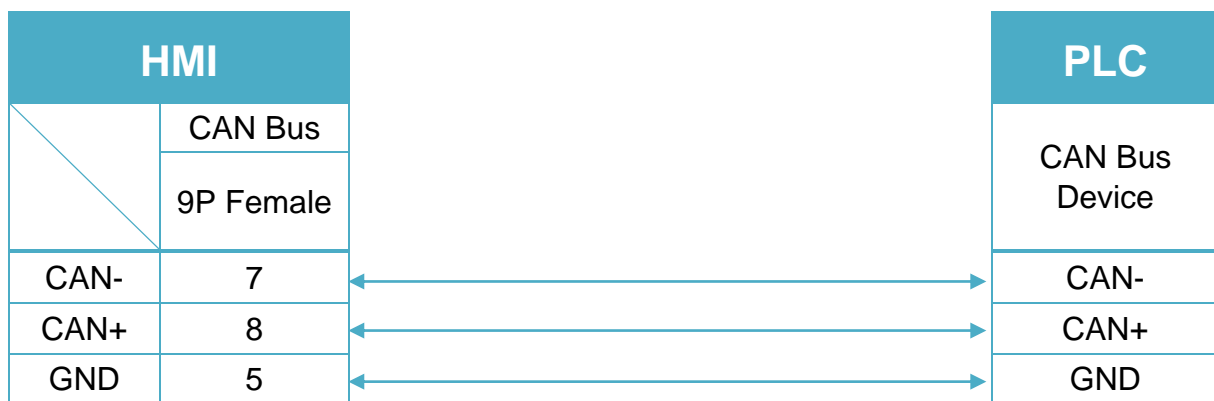 HMI PLC
CAN Bus
9P Female
CAN Bus
Device
CAN- 7 CAN-
CAN+ 8 CAN+
GND 5 GND